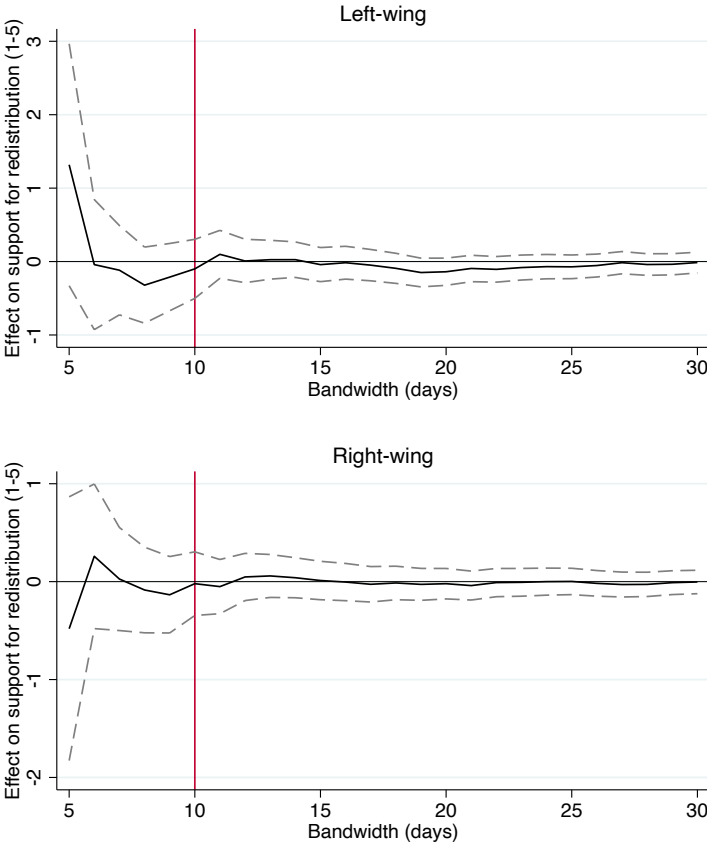 Left-wing
Effect on support for redistribution (1-5)
3
2
1
0
-1
5 10 15 20 25 30
Bandwidth (days)
Right-wing
Effect on support for redistribution (1-5)
1
0
-1
-2
5 10 15 20 25 30
Bandwidth (days)